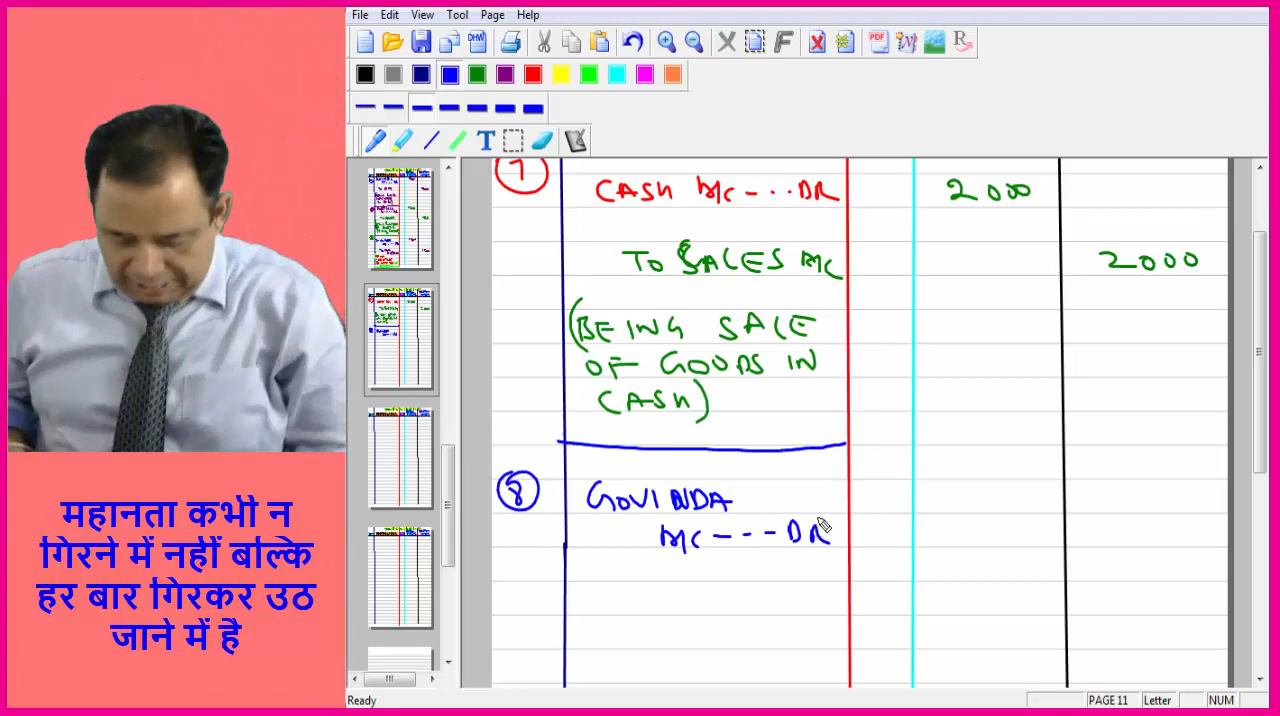 File Edit View Tool Page Help
7 CASH A/C - - - DR 2000
TO SALES A/C 2000
(BEING SALE
OF GOODS IN
CASH)
8 GOVINDA
A/C - - - DR
महानता कभी न
गिरने में नहीं बल्कि
हर बार गिरकर उठ
जाने में है
Ready PAGE 11 Letter NUM